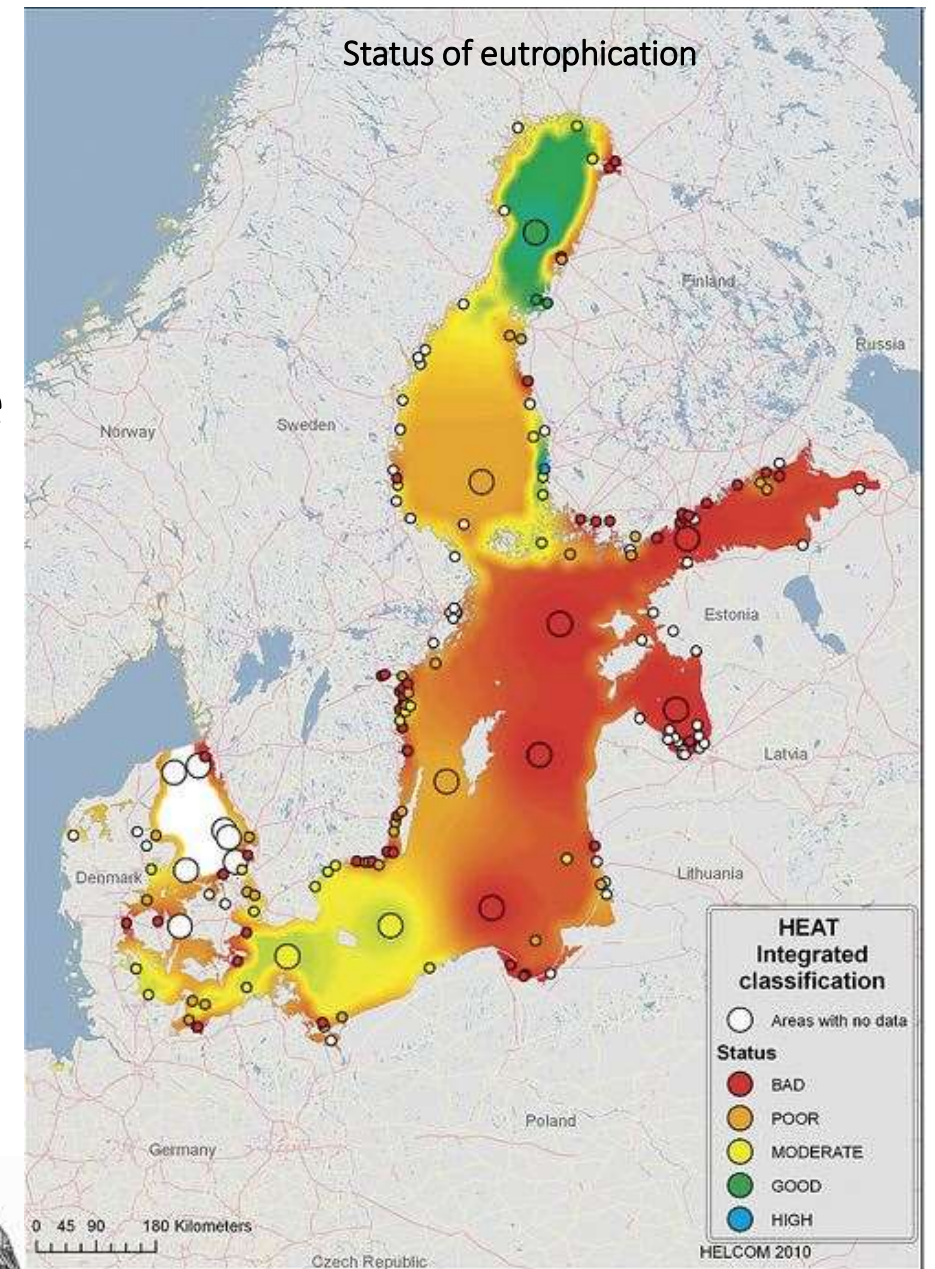 Status of eutrophication
Finland
Russia
Norway
Sweden
Estonia
Latvia
Denmark
Lithuania
HEAT
Integrated
classification
Areas with no data
Status
BAD
POOR
MODERATE
GOOD
HIGH
Poland
Germany
0 45 90 180 Kilometers
HELCOM 2010
Czech Republic